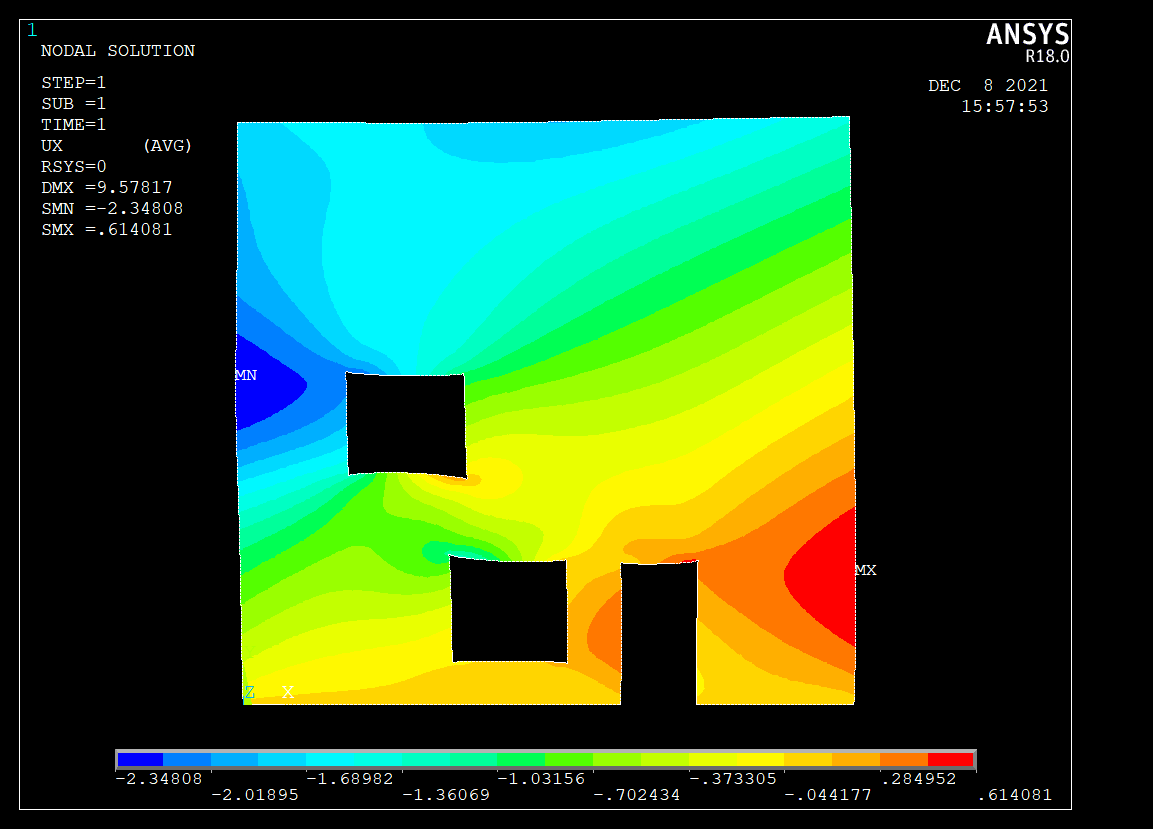 1
NODAL SOLUTION
STEP=1
SUB =1
TIME=1
UX (AVG)
RSYS=0
DMX =9.57817
SMN =-2.34808
SMX =.614081
ANSYS
R18.0
DEC 8 2021
15:57:53
MN
MX
Z X
-2.34808 -1.68982 -1.03156 -.373305 .284952
-2.01895 -1.36069 -.702434 -.044177 .614081